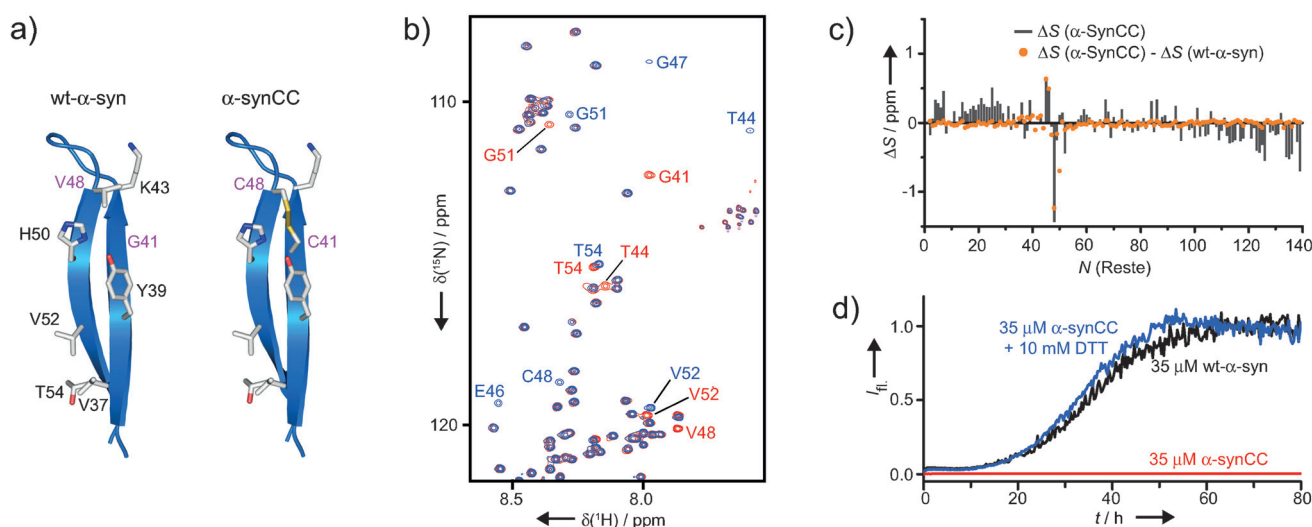 a)
wt-α-syn
α-synCC
V48
K43
H50
G41
Y39
V52
T54
V37
C48
C41
b)
G47
110
G51
T44
G51
G41
δ(¹⁵N) / ppm
T54
T54
T44
C48
V52
E46
V52
120
V48
8.5
8.0
δ(¹H) / ppm
c)
ΔS (α-SynCC)
ΔS (α-SynCC) - ΔS (wt-α-syn)
1
ΔS / ppm
0
-1
0
20
40
60
80
100
120
140
N (Reste)
d)
1.0
35 μM α-synCC
+ 10 mM DTT
35 μM wt-α-syn
I fl.
0.5
35 μM α-synCC
0.0
0
20
40
60
80
t / h